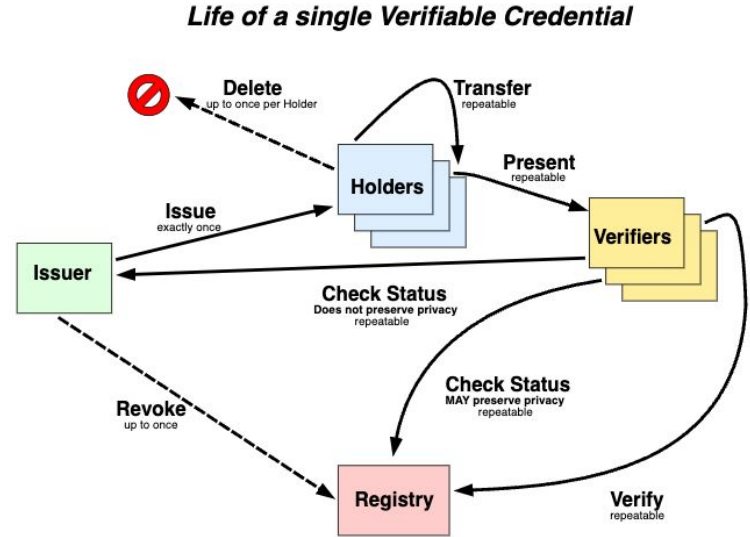 Life of a single Verifiable Credential
Delete
up to once per Holder
Transfer
repeatable
Present
repeatable
Holders
Issue
exactly once
Verifiers
Issuer
Check Status
Does not preserve privacy
repeatable
Check Status
MAY preserve privacy
repeatable
Revoke
up to once
Registry
Verify
repeatable